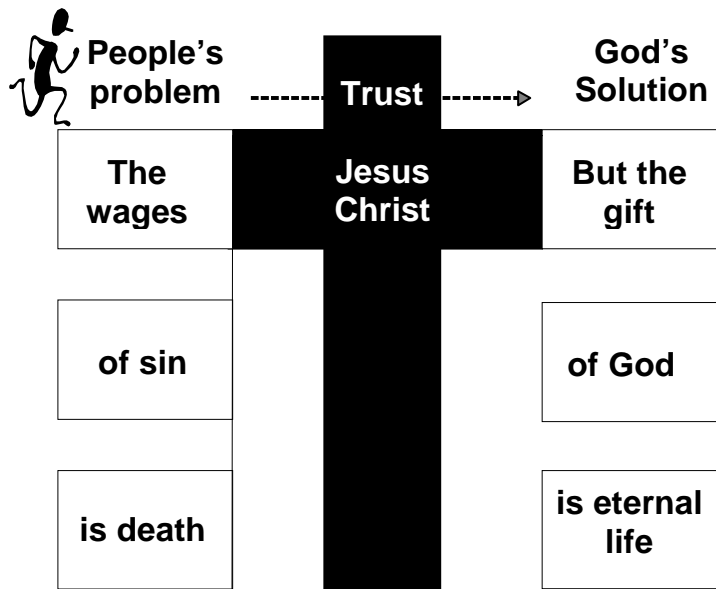 People's
problem
Trust
God's
Solution
The
wages
Jesus
Christ
But the
gift
of sin
of God
is death
is eternal
life